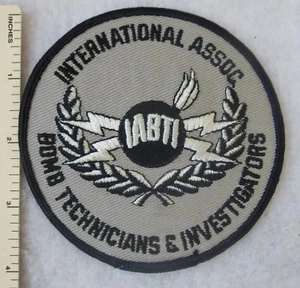 INTERNATIONAL ASSOC.
IABTI
BOMB TECHNICIANS & INVESTIGATORS
INCHES
1
2
3
4